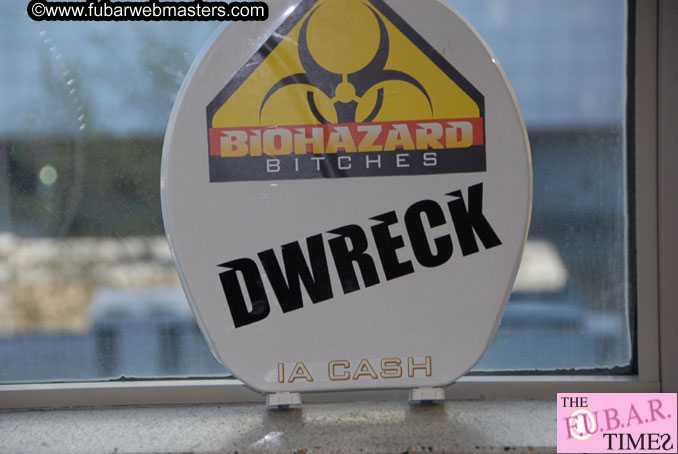 ©www.fubarwebmasters.com
BIOHAZARD
BITCHES
DWRECK
IA CASH
THE
F.U.B.A.R.
TIMES